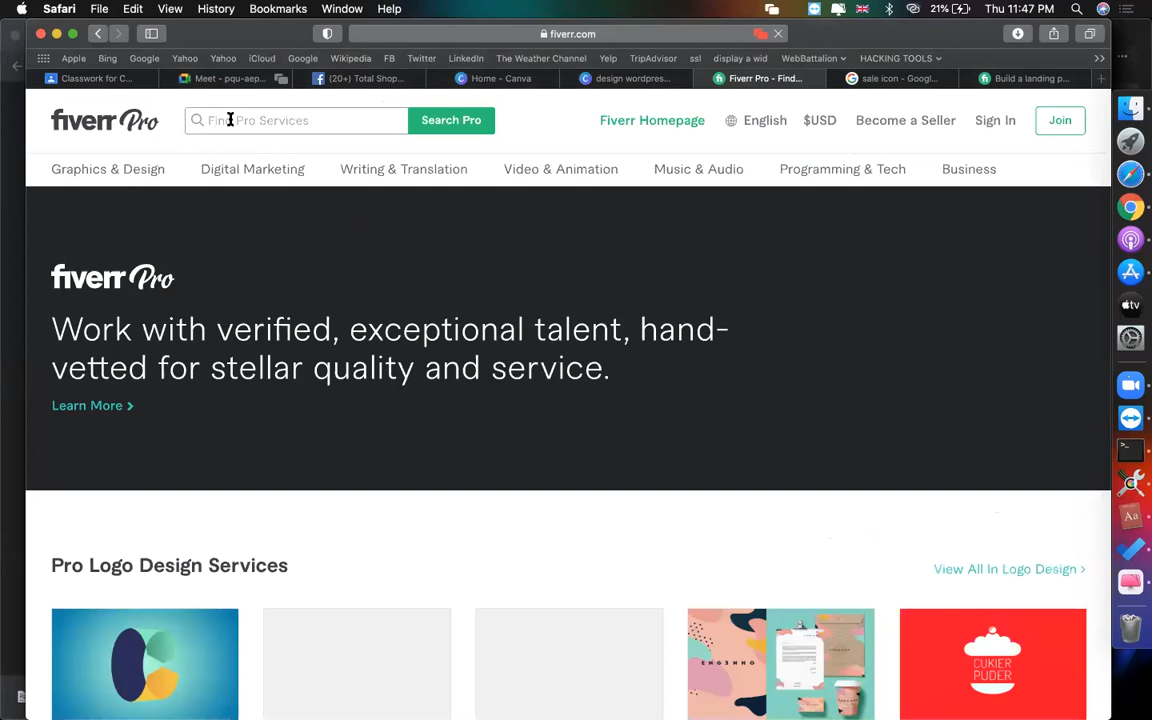 Safari File Edit View History Bookmarks Window Help 21% Thu 11:47 PM
fiverr.com
Apple Bing Google Yahoo Yahoo iCloud Google Wikipedia FB Twitter LinkedIn The Weather Channel Yelp TripAdvisor ssl display a wid WebBattalion HACKING TOOLS
Classwork for C... Meet - pqu-aep... (20+) Total Shop... Home - Canva design wordpres... Fiverr Pro - Find... sale icon - Googl... Build a landing p...
fiverr Pro Find Pro Services Search Pro Fiverr Homepage English $USD Become a Seller Sign In Join
Graphics & Design Digital Marketing Writing & Translation Video & Animation Music & Audio Programming & Tech Business
fiverr Pro
Work with verified, exceptional talent, hand-
vetted for stellar quality and service.
Learn More >
Pro Logo Design Services View All In Logo Design >
ENGENNO
CUKIER
PUDER
tv
Aa